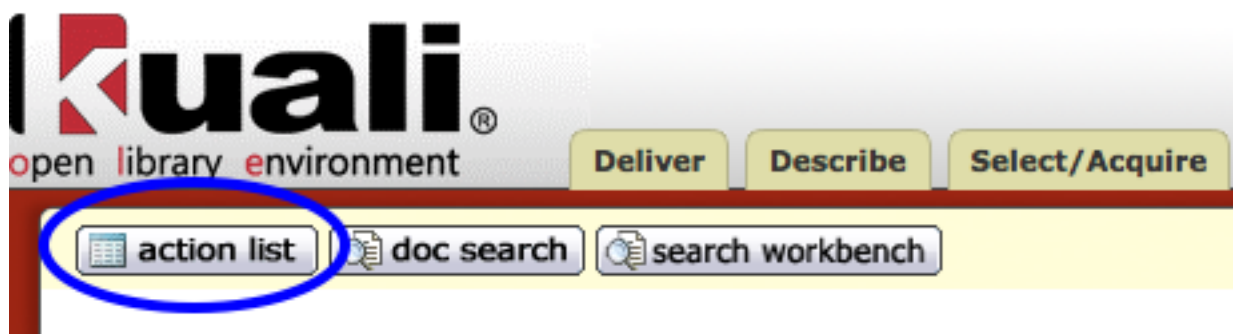 kuali®
open library environment
Deliver Describe Select/Acquire
action list doc search search workbench